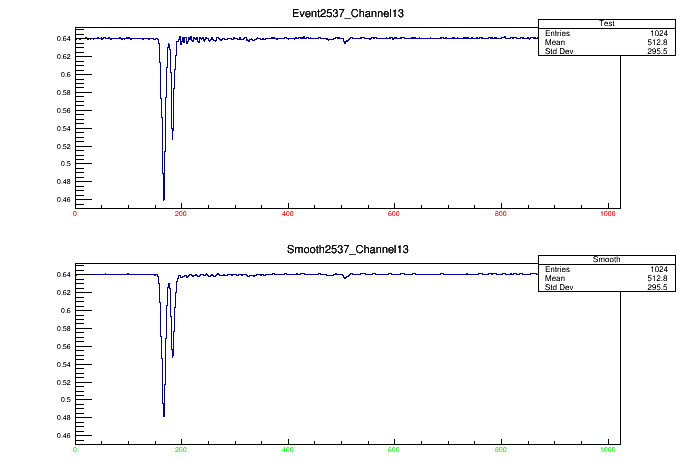 Event2537_Channel13
Test
Entries 1024
Mean 512.8
Std Dev 295.5
0.64
0.62
0.6
0.58
0.56
0.54
0.52
0.5
0.48
0.46
0 200 400 600 800 1000
Smooth2537_Channel13
Smooth
Entries 1024
Mean 512.8
Std Dev 295.5
0.64
0.62
0.6
0.58
0.56
0.54
0.52
0.5
0.48
0.46
0 200 400 600 800 1000